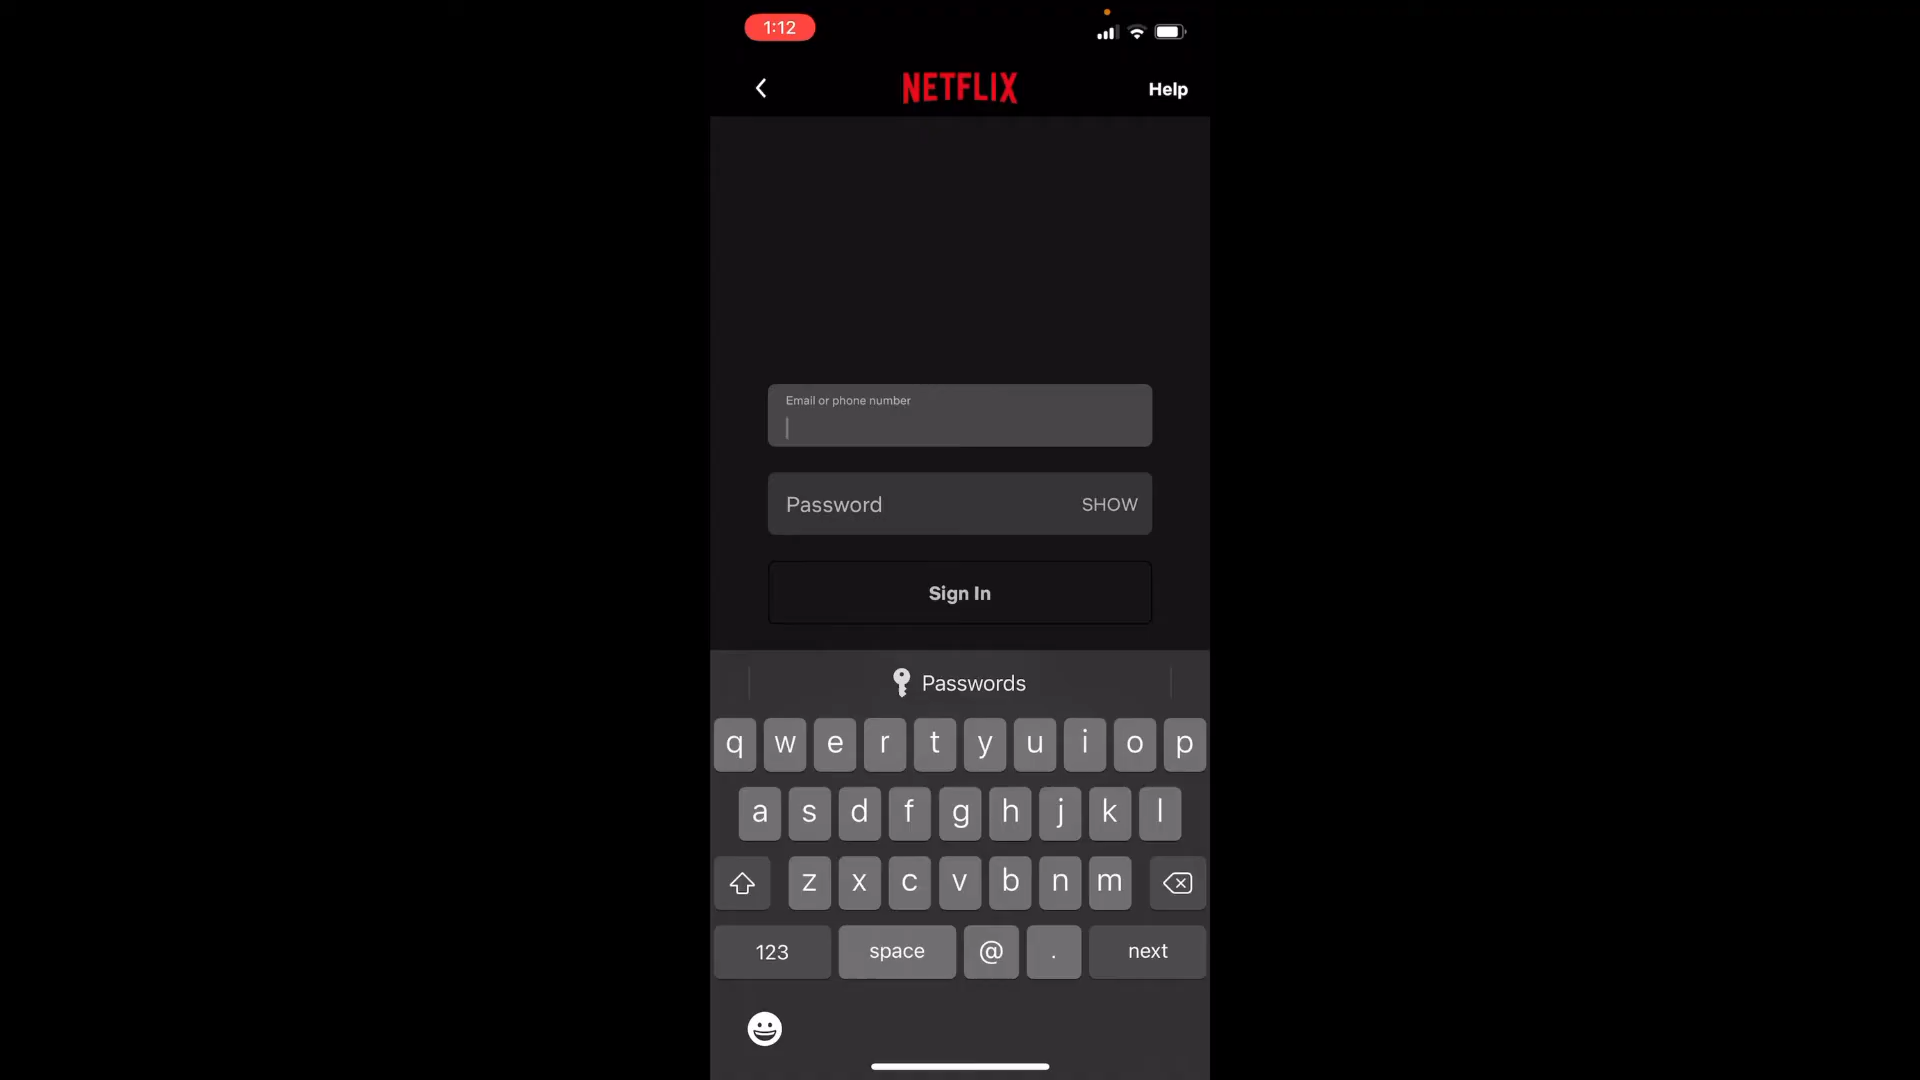 1:12
NETFLIX
Help
Email or phone number
Password SHOW
Sign In
Passwords
q w e r t y u i o p
a s d f g h j k l
z x c v b n m
123 space @ . next